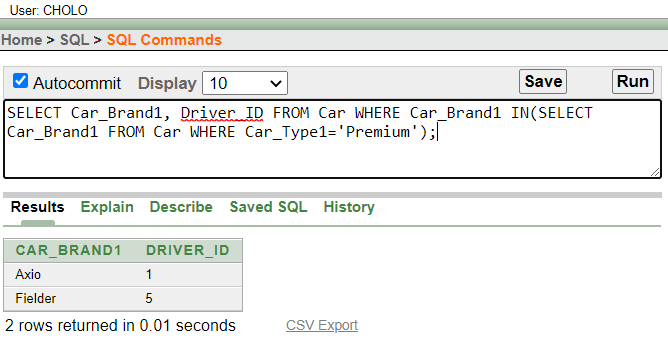 User: CHOLO
Home > SQL > SQL Commands
Autocommit Display 10 Save Run
SELECT Car_Brand1, Driver_ID FROM Car WHERE Car_Brand1 IN(SELECT
Car_Brand1 FROM Car WHERE Car_Type1='Premium');
Results Explain Describe Saved SQL History
CAR_BRAND1 DRIVER_ID
Axio 1
Fielder 5
2 rows returned in 0.01 seconds CSV Export